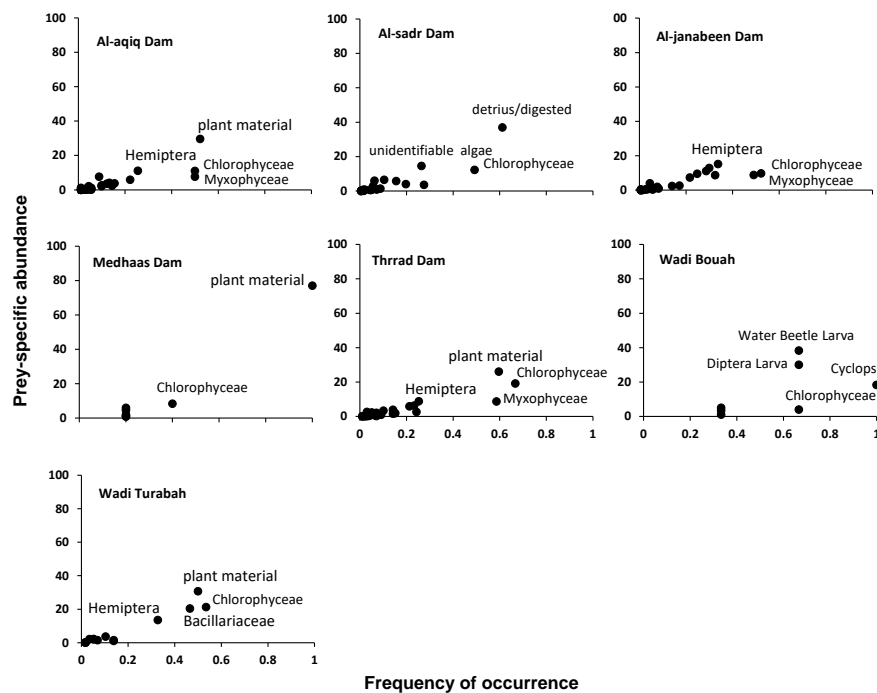 Prey-specific abundance
100
80
60
40
20
0
Al-aqiq Dam
plant material
Hemiptera
Chlorophyceae
Myxophyceae
100
80
60
40
20
0
Al-sadr Dam
detrius/digested
unidentifiable algae
Chlorophyceae
00
80
60
40
20
0
Al-janabeen Dam
Hemiptera
Chlorophyceae
Myxophyceae
100
80
60
40
20
0
Medhaas Dam
plant material
Chlorophyceae
100
80
60
40
20
0
Thrrad Dam
plant material
Chlorophyceae
Hemiptera
Myxophyceae
0 0.2 0.4 0.6 0.8 1
100
80
60
40
20
0
Wadi Bouah
Water Beetle Larva
Diptera Larva
Cyclops
Chlorophyceae
0 0.2 0.4 0.6 0.8 1
100
80
60
40
20
0
Wadi Turabah
plant material
Hemiptera
Chlorophyceae
Bacillariaceae
0 0.2 0.4 0.6 0.8 1
Frequency of occurrence